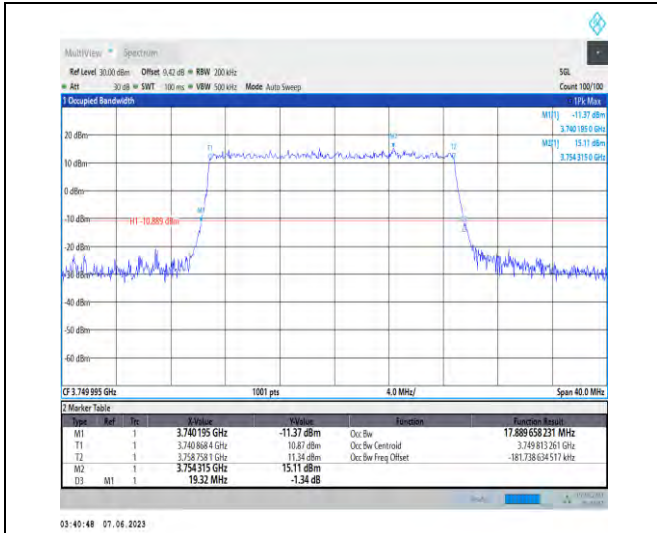 MultiView Spectrum
Ref Level 30.00 dBm Offset 9.42 dB RBW 200 kHz SGL
Att 30 dB SWT 100 ms VBW 500 kHz Mode Auto Sweep Count 100/100
1 Occupied Bandwidth 1Pk Max
M1[1] -11.37 dBm
3.740 195 0 GHz
M2[1] 15.11 dBm
3.754 315 0 GHz
20 dBm
T1 M2 T2
10 dBm
0 dBm
M1
-10 dBm
H1 -10.889 dBm
-20 dBm
-30 dBm
-40 dBm
-50 dBm
-60 dBm
CF 3.749 995 GHz 1001 pts 4.0 MHz/ Span 40.0 MHz
2 Marker Table
Type Ref Trc X-Value Y-Value Function Function Result
M1 1 3.740 195 GHz -11.37 dBm Occ Bw 17.889 658 231 MHz
T1 1 3.740 868 4 GHz 10.87 dBm Occ Bw Centroid 3.749 813 261 GHz
T2 1 3.758 758 1 GHz 11.34 dBm Occ Bw Freq Offset -181.738 634 517 kHz
M2 1 3.754 315 GHz 15.11 dBm
D3 M1 1 19.32 MHz -1.34 dB
03:40:48 07.06.2023